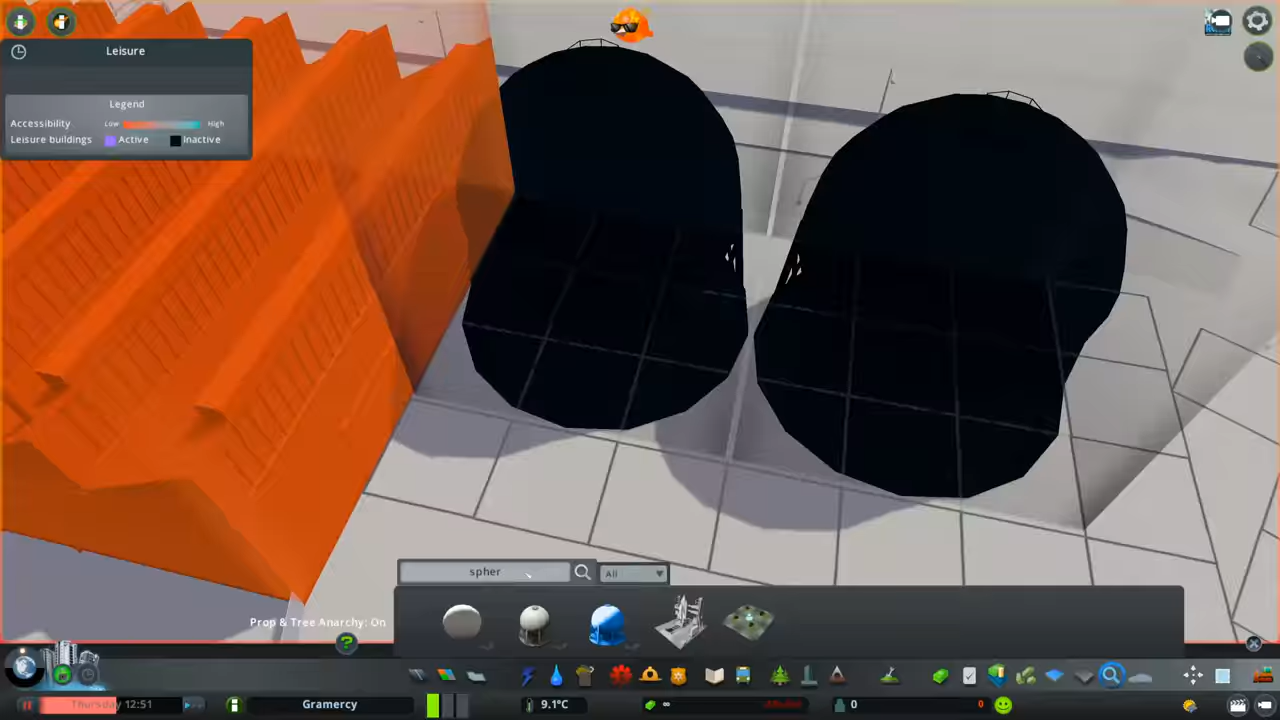 Leisure
Legend
Accessibility Low High
Leisure buildings Active Inactive
spher All
Prop & Tree Anarchy: On
?
Thursday 12:51 Gramercy 9.1°C ∞ 0 0